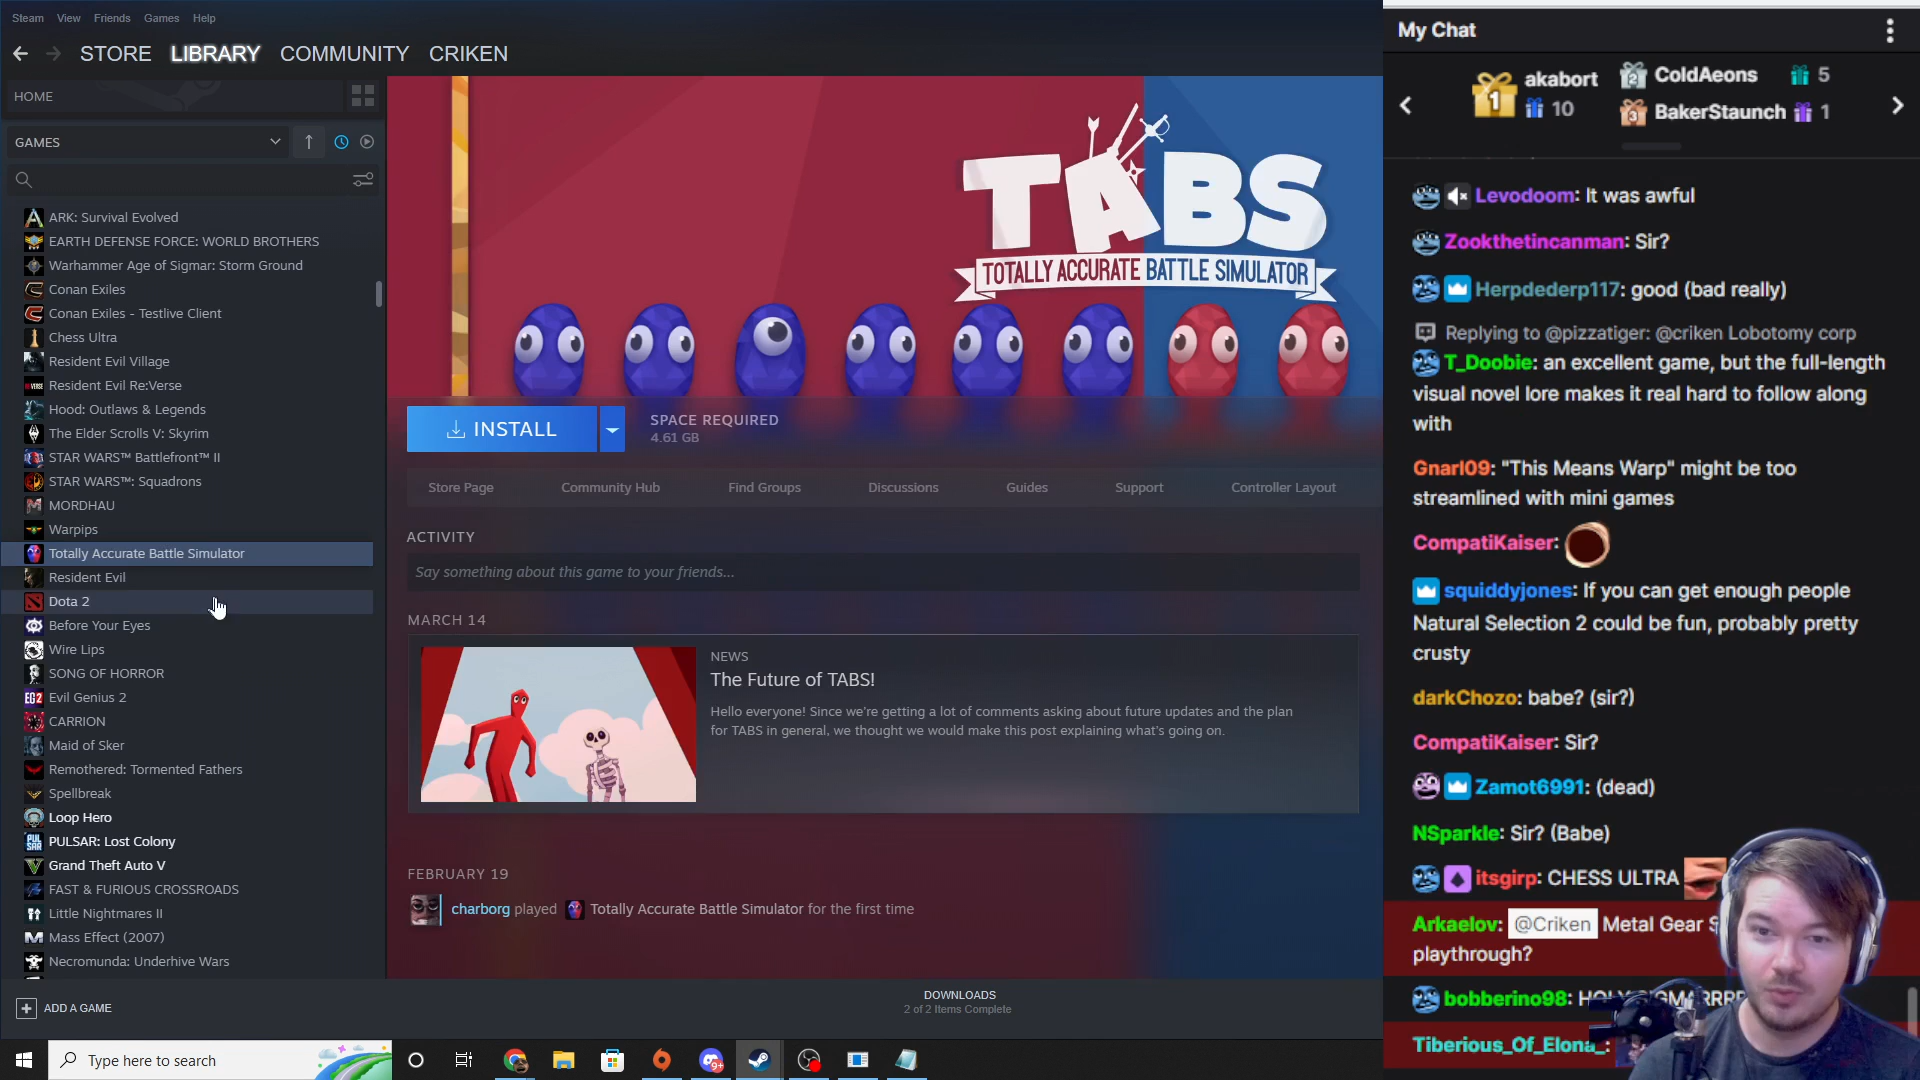 Steam View Friends Games Help
STORE LIBRARY COMMUNITY CRIKEN
HOME
GAMES
ARK: Survival Evolved
EARTH DEFENSE FORCE: WORLD BROTHERS
Warhammer Age of Sigmar: Storm Ground
Conan Exiles
Conan Exiles - Testlive Client
Chess Ultra
Resident Evil Village
Resident Evil Re:Verse
Hood: Outlaws & Legends
The Elder Scrolls V: Skyrim
STAR WARS™ Battlefront™ II
STAR WARS™: Squadrons
MORDHAU
Warpips
Totally Accurate Battle Simulator
Resident Evil
Dota 2
Before Your Eyes
Wire Lips
SONG OF HORROR
Evil Genius 2
CARRION
Maid of Sker
Remothered: Tormented Fathers
Spellbreak
Loop Hero
PULSAR: Lost Colony
Grand Theft Auto V
FAST & FURIOUS CROSSROADS
Little Nightmares II
Mass Effect (2007)
Necromunda: Underhive Wars
ADD A GAME
TABS
TOTALLY ACCURATE BATTLE SIMULATOR
INSTALL
SPACE REQUIRED
4.61 GB
Store Page Community Hub Find Groups Discussions Guides Support Controller Layout
ACTIVITY
Say something about this game to your friends...
MARCH 14
NEWS
The Future of TABS!
Hello everyone! Since we're getting a lot of comments asking about future updates and the plan
for TABS in general, we thought we would make this post explaining what's going on.
FEBRUARY 19
charborg played Totally Accurate Battle Simulator for the first time
DOWNLOADS
2 of 2 Items Complete
Type here to search
9+
My Chat
1 akabort 10
2 ColdAeons 5
3 BakerStaunch 1
Levodoom: It was awful
Zookthetincanman: Sir?
Herpdederp117: good (bad really)
Replying to @pizzatiger: @criken Lobotomy corp
T_Doobie: an excellent game, but the full-length
visual novel lore makes it real hard to follow along
with
Gnarl09: "This Means Warp" might be too
streamlined with mini games
CompatiKaiser:
squiddyjones: If you can get enough people
Natural Selection 2 could be fun, probably pretty
crusty
darkChozo: babe? (sir?)
CompatiKaiser: Sir?
Zamot6991: (dead)
NSparkle: Sir? (Babe)
itsgirp: CHESS ULTRA
Arkaelov: @Criken Metal Gear
playthrough?
bobberino98:
Tiberious_Of_Elona_: